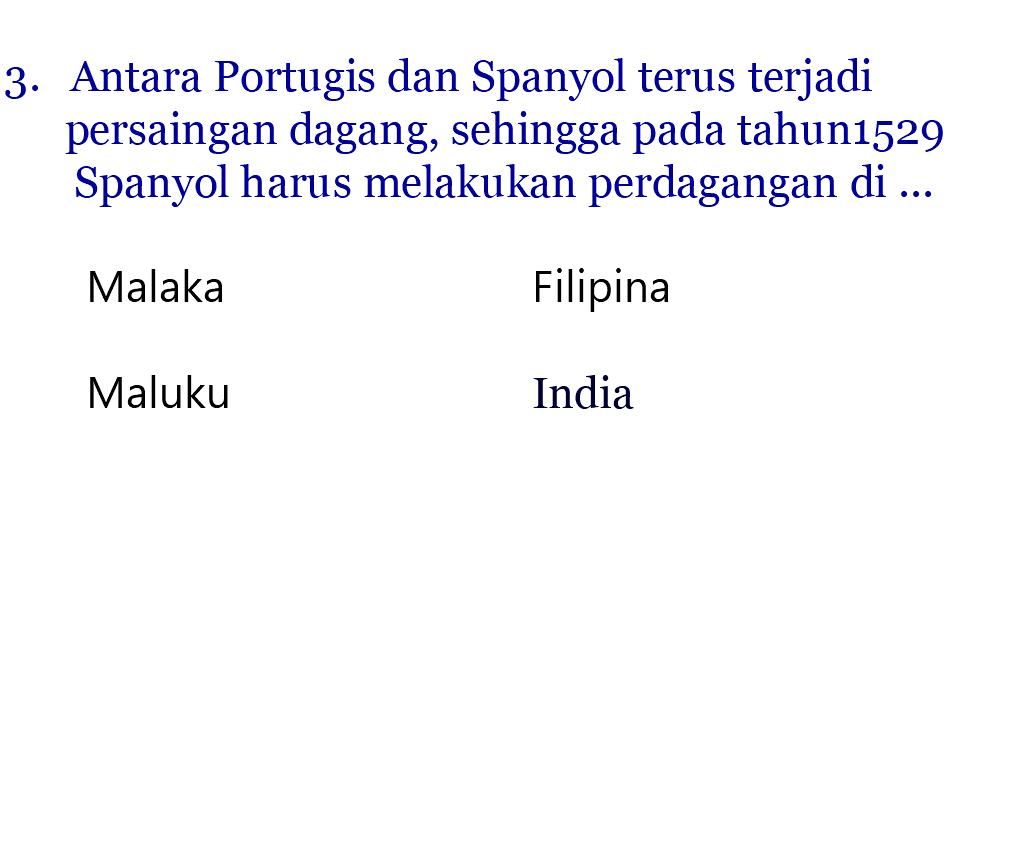 3. Antara Portugis dan Spanyol terus terjadi
persaingan dagang, sehingga pada tahun1529
Spanyol harus melakukan perdagangan di ...
Malaka Filipina
Maluku India